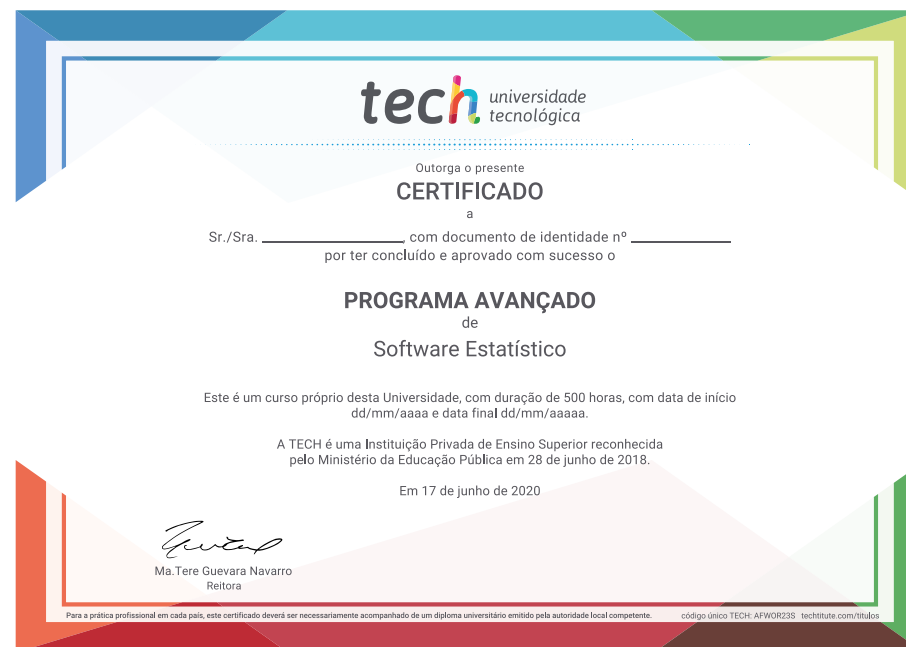 tech universidade
tecnológica
Outorga o presente
CERTIFICADO
a
Sr./Sra. ________________, com documento de identidade nº ____________
por ter concluído e aprovado com sucesso o
PROGRAMA AVANÇADO
de
Software Estatístico
Este é um curso próprio desta Universidade, com duração de 500 horas, com data de início
dd/mm/aaaa e data final dd/mm/aaaaa.
A TECH é uma Instituição Privada de Ensino Superior reconhecida
pelo Ministério da Educação Pública em 28 de junho de 2018.
Em 17 de junho de 2020
Ma.Tere Guevara Navarro
Reitora
Para a prática profissional em cada país, este certificado deverá ser necessariamente acompanhado de um diploma universitário emitido pela autoridade local competente. código único TECH: AFWOR23S techtitute.com/titulos